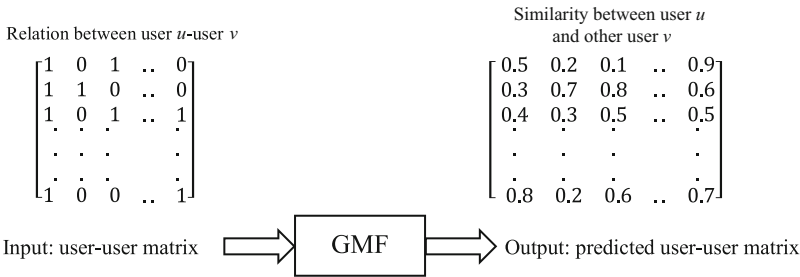 Relation between user u-user v
1 0 1 .. 0
1 1 0 .. 0
1 0 1 .. 1
. . . .
. . . .
. . . .
1 0 0 .. 1
Similarity between user u
and other user v
0.5 0.2 0.1 .. 0.9
0.3 0.7 0.8 .. 0.6
0.4 0.3 0.5 .. 0.5
. . . .
. . . .
. . . .
0.8 0.2 0.6 .. 0.7
Input: user-user matrix
GMF
Output: predicted user-user matrix